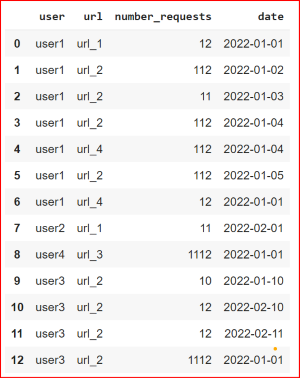 user url number_requests date
0 user1 url_1 12 2022-01-01
1 user1 url_2 112 2022-01-02
2 user1 url_2 11 2022-01-03
3 user1 url_2 112 2022-01-04
4 user1 url_4 112 2022-01-04
5 user1 url_2 112 2022-01-05
6 user1 url_4 12 2022-01-01
7 user2 url_1 11 2022-02-01
8 user4 url_3 1112 2022-01-01
9 user3 url_2 10 2022-01-10
10 user3 url_2 12 2022-02-10
11 user3 url_2 12 2022-02-11
12 user3 url_2 1112 2022-01-01